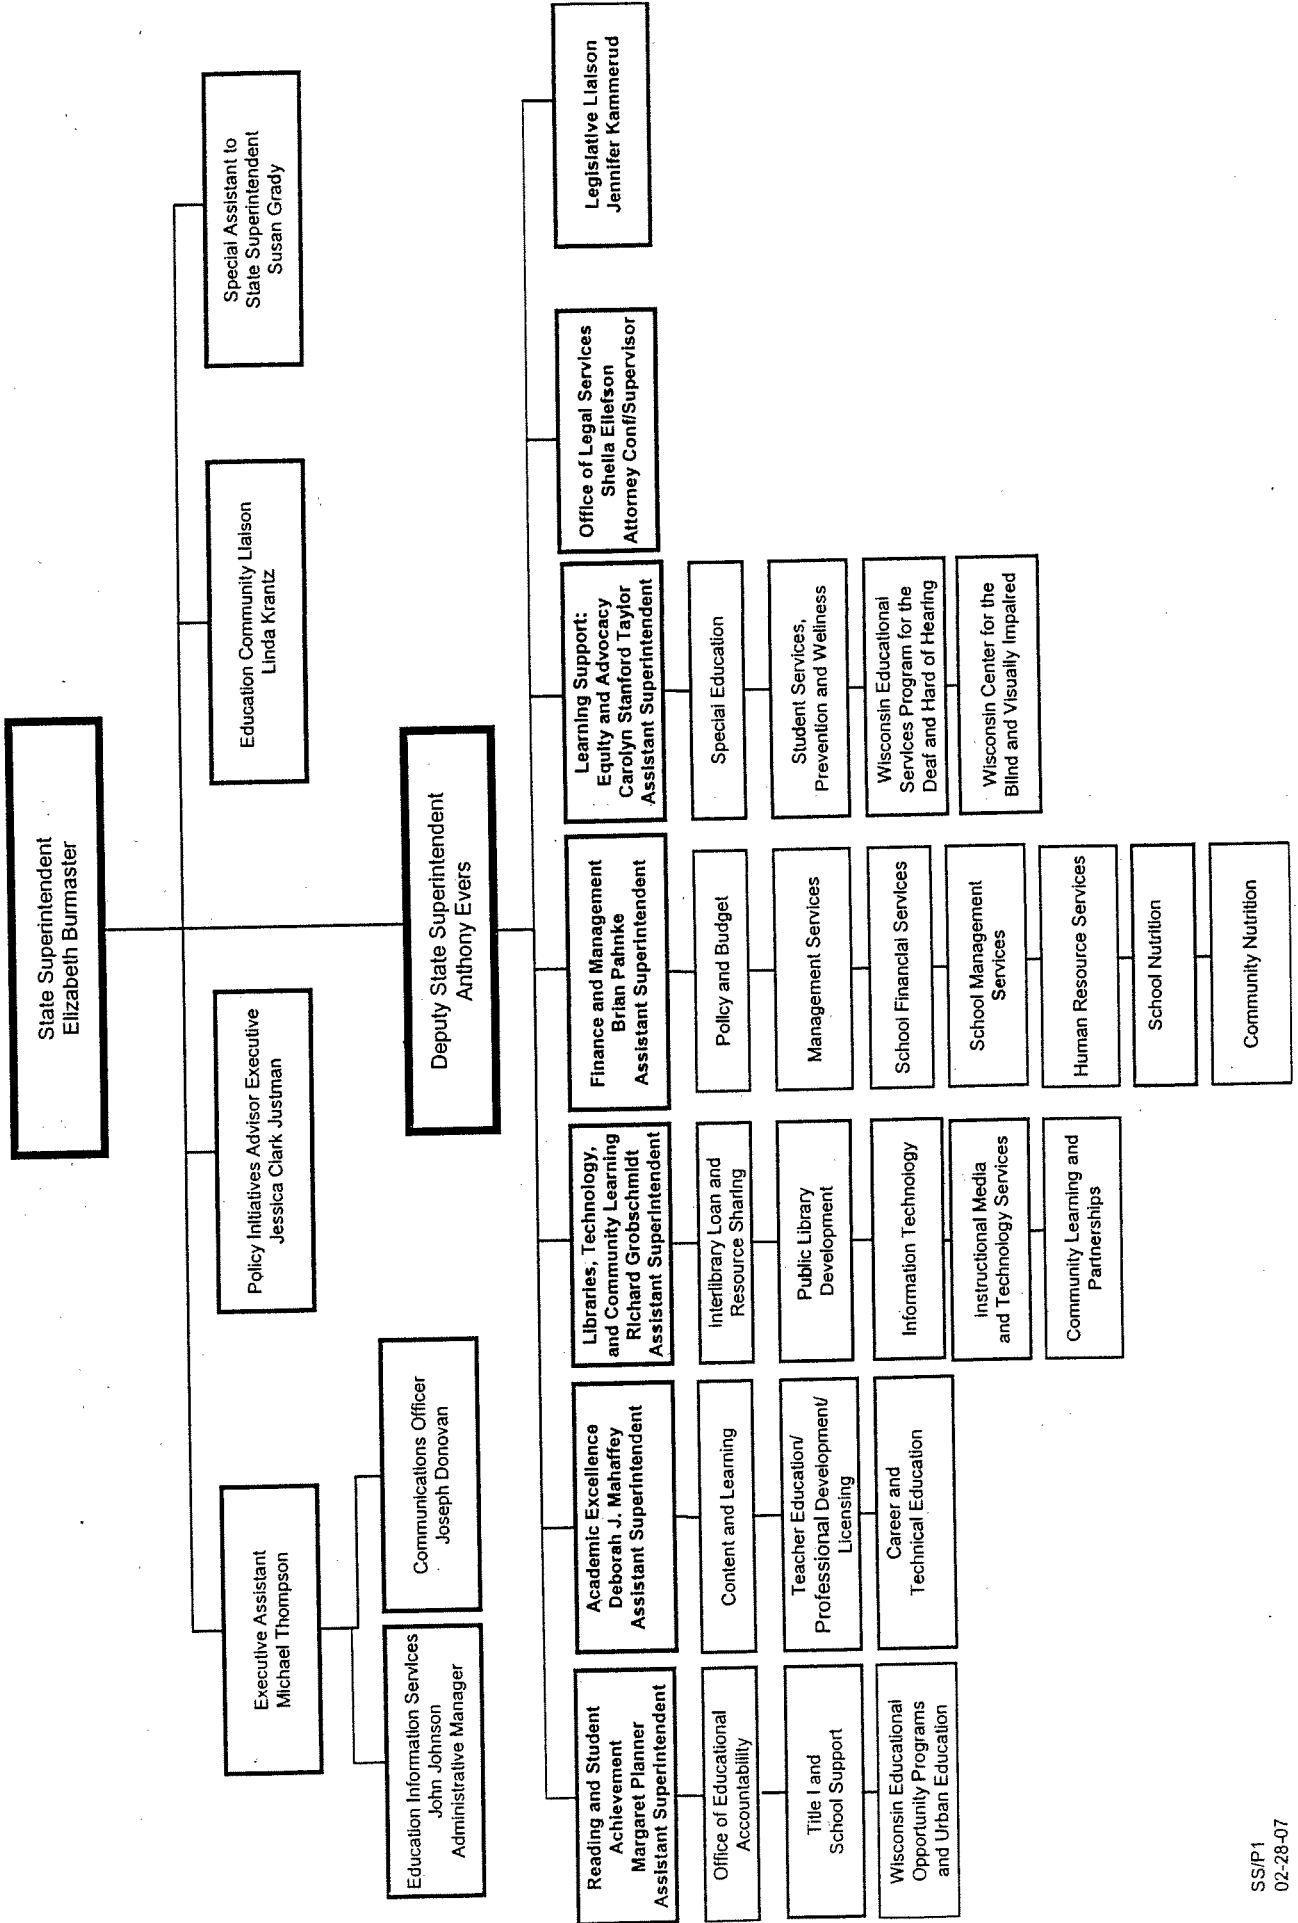 State Superintendent
Elizabeth Burmaster
Executive Assistant
Michael Thompson
Policy Initiatives Advisor Executive
Jessica Clark Justman
Education Community Liaison
Linda Krantz
Special Assistant to
State Superintendent
Susan Grady
Education Information Services
John Johnson
Administrative Manager
Communications Officer
Joseph Donovan
Deputy State Superintendent
Anthony Evers
Reading and Student
Achievement
Margaret Planner
Assistant Superintendent
Office of Educational
Accountability
Title I and
School Support
Wisconsin Educational
Opportunity Programs
and Urban Education
Academic Excellence
Deborah J. Mahaffey
Assistant Superintendent
Content and Learning
Teacher Education/
Professional Development/
Licensing
Career and
Technical Education
Libraries, Technology,
and Community Learning
Richard Grobschmidt
Assistant Superintendent
Interlibrary Loan and
Resource Sharing
Public Library
Development
Information Technology
Instructional Media
and Technology Services
Community Learning and
Partnerships
Finance and Management
Brian Pahnke
Assistant Superintendent
Policy and Budget
Management Services
School Financial Services
School Management
Services
Human Resource Services
School Nutrition
Community Nutrition
Learning Support:
Equity and Advocacy
Carolyn Stanford Taylor
Assistant Superintendent
Special Education
Student Services,
Prevention and Wellness
Wisconsin Educational
Services Program for the
Deaf and Hard of Hearing
Wisconsin Center for the
Blind and Visually Impaired
Office of Legal Services
Sheila Ellefson
Attorney Conf/Supervisor
Legislative Liaison
Jennifer Kammerud
SS/P1
02-28-07